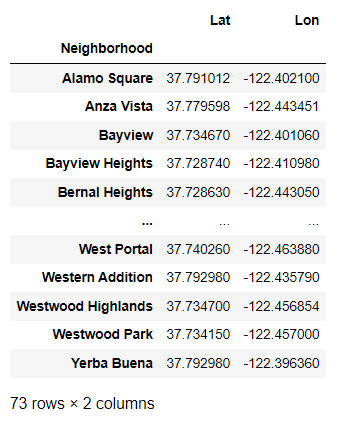 Lat Lon
Neighborhood
Alamo Square 37.791012 -122.402100
Anza Vista 37.779598 -122.443451
Bayview 37.734670 -122.401060
Bayview Heights 37.728740 -122.410980
Bernal Heights 37.728630 -122.443050
... ... ...
West Portal 37.740260 -122.463880
Western Addition 37.792980 -122.435790
Westwood Highlands 37.734700 -122.456854
Westwood Park 37.734150 -122.457000
Yerba Buena 37.792980 -122.396360
73 rows × 2 columns